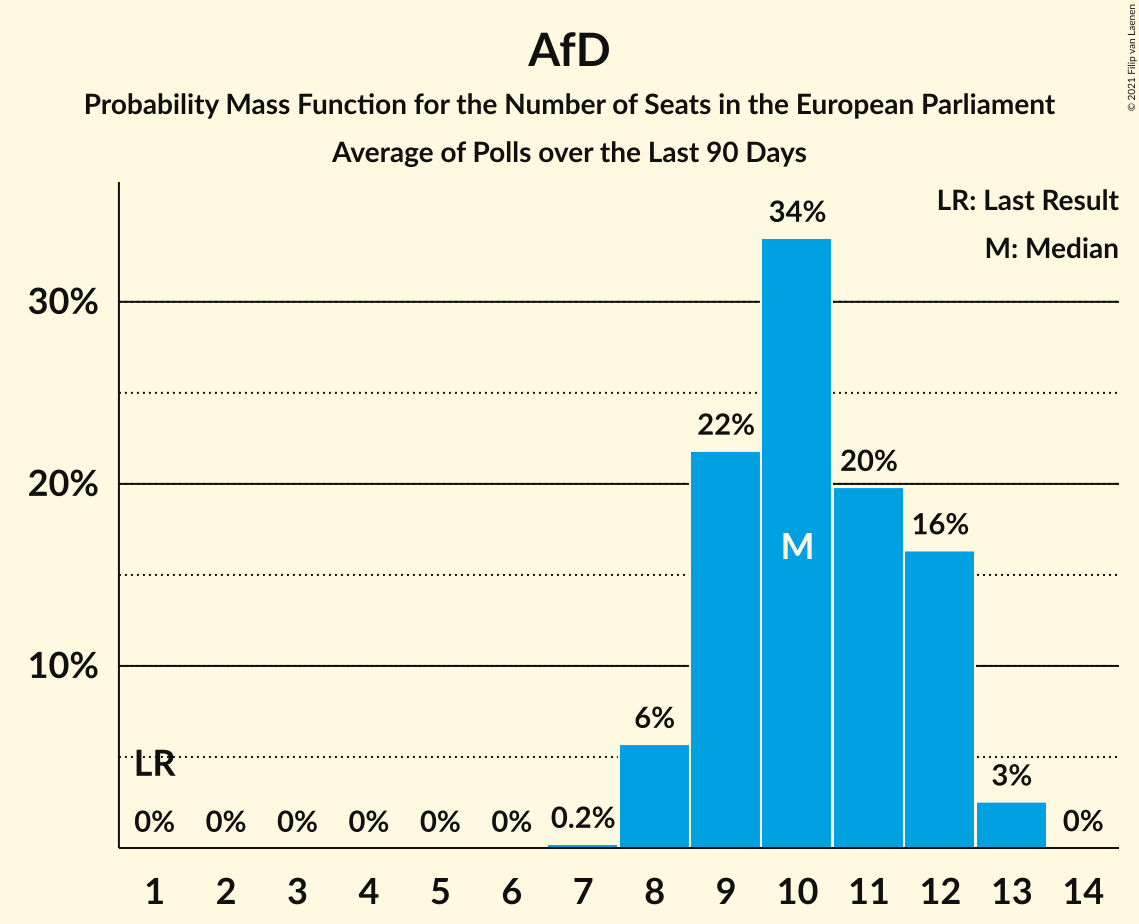 AfD
Probability Mass Function for the Number of Seats in the European Parliament
Average of Polls over the Last 90 Days
© 2021 Filip van Laenen
LR: Last Result
M: Median
30%
20%
10%
LR
0%
0%
0%
0%
0%
0%
0.2%
6%
22%
34%
M
20%
16%
3%
0%
1 2 3 4 5 6 7 8 9 10 11 12 13 14